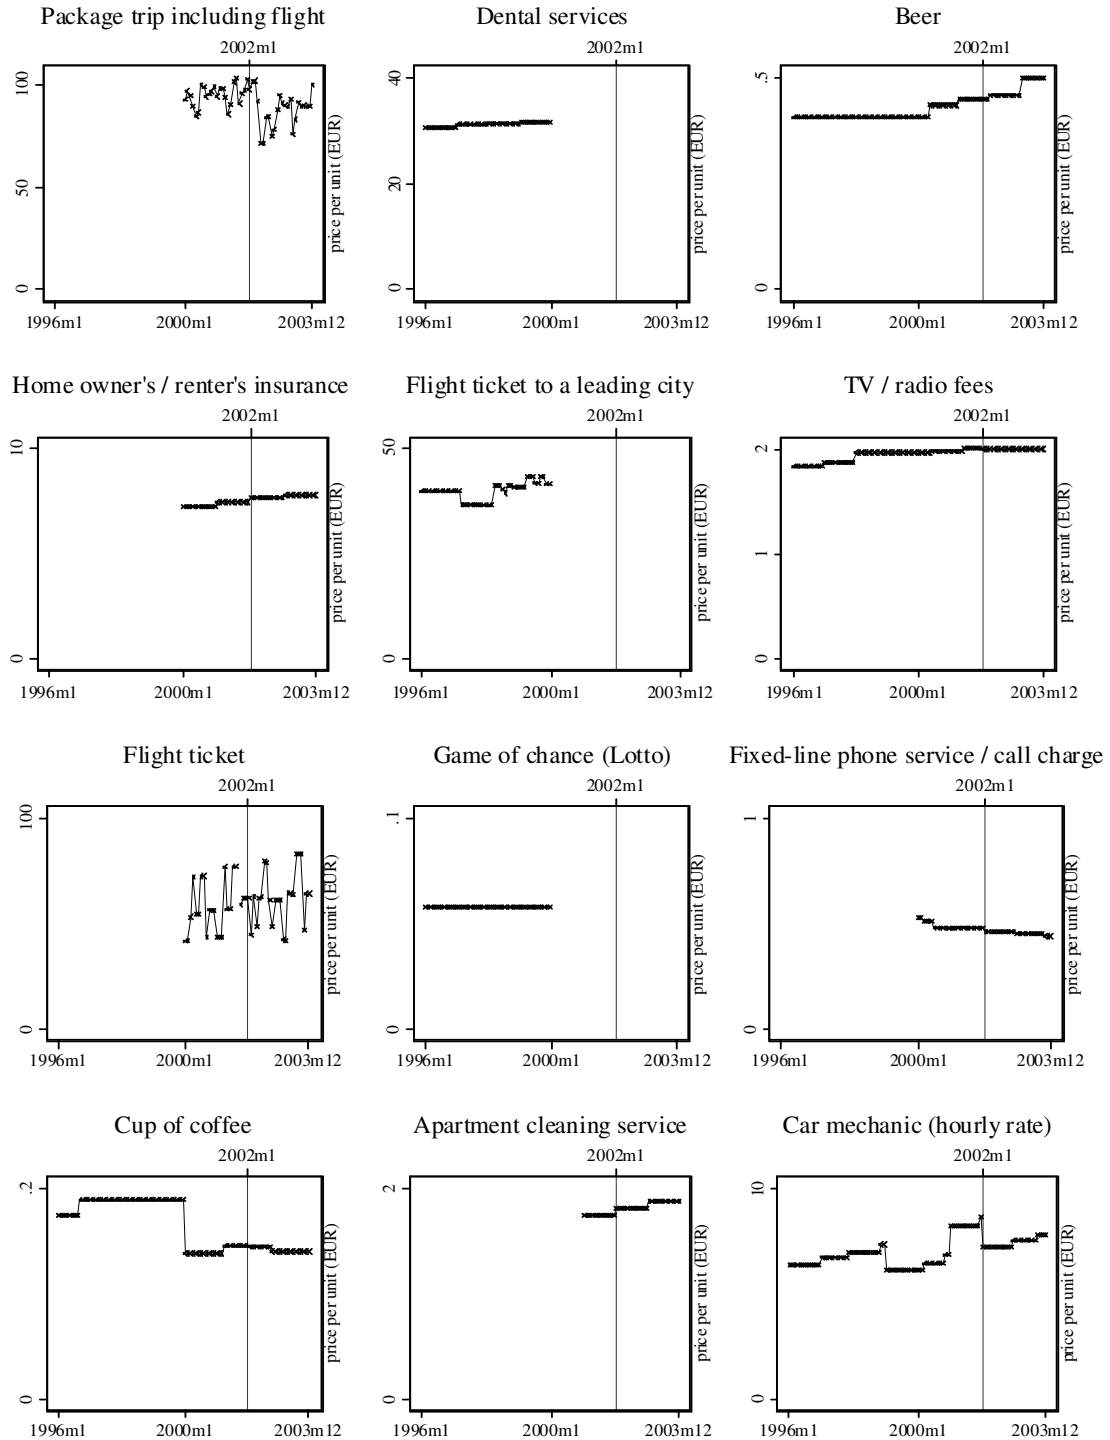 Package trip including flight
2002m1
100
50
0
price per unit (EUR)
1996m1 2000m1 2003m12
Dental services
2002m1
40
20
0
price per unit (EUR)
1996m1 2000m1 2003m12
Beer
2002m1
.5
0
price per unit (EUR)
1996m1 2000m1 2003m12
Home owner's / renter's insurance
2002m1
10
0
price per unit (EUR)
1996m1 2000m1 2003m12
Flight ticket to a leading city
2002m1
50
0
price per unit (EUR)
1996m1 2000m1 2003m12
TV / radio fees
2002m1
2
1
0
price per unit (EUR)
1996m1 2000m1 2003m12
Flight ticket
2002m1
100
50
0
price per unit (EUR)
1996m1 2000m1 2003m12
Game of chance (Lotto)
2002m1
.1
0
price per unit (EUR)
1996m1 2000m1 2003m12
Fixed-line phone service / call charge
2002m1
1
0
price per unit (EUR)
1996m1 2000m1 2003m12
Cup of coffee
2002m1
.2
0
price per unit (EUR)
1996m1 2000m1 2003m12
Apartment cleaning service
2002m1
2
0
price per unit (EUR)
1996m1 2000m1 2003m12
Car mechanic (hourly rate)
2002m1
10
0
price per unit (EUR)
1996m1 2000m1 2003m12